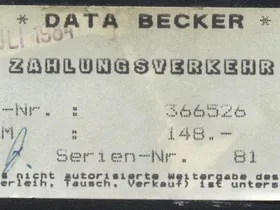 * DATA BECKER *
JULI 1984
ZAHLUNGSVERKEHR
-Nr. : 366526
M : 148.-
Serien-Nr. 81
s nicht autorisierte Weitergabe des
erleih, Tausch, Verkauf) ist unters